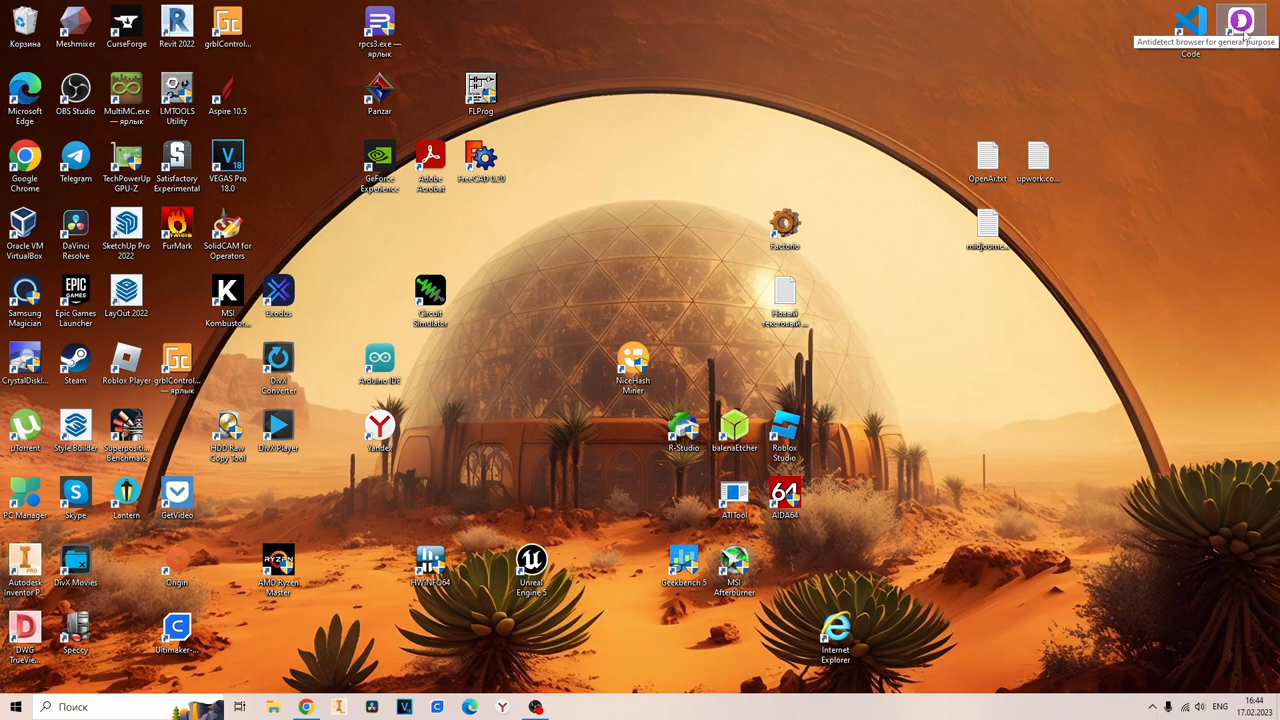 Корзина
Meshmixer
CurseForge
Revit 2022
grblControl...
rpcs3.exe —
ярлык
Code
Antidetect browser for general purpose
Microsoft
Edge
OBS Studio
MultiMC.exe
— ярлык
LMTOOLS
Utility
Aspire 10.5
Panzar
FLProg
Google
Chrome
Telegram
TechPowerUp
GPU-Z
Satisfactory
Experimental
VEGAS Pro
18.0
GeForce
Experience
Adobe
Acrobat
FreeCAD 0.20
OpenAi.txt
upwork.co...
Oracle VM
VirtualBox
DaVinci
Resolve
SketchUp Pro
2022
FurMark
SolidCAM for
Operators
Factorio
midjourne...
Samsung
Magician
EPIC
GAMES
Epic Games
Launcher
LayOut 2022
MSI
Kombustor...
Exodus
Circuit
Simulator
Новый
текстовый ...
CrystalDiskI...
Steam
Roblox Player
grblControl...
— ярлык
DivX
Converter
Arduino IDE
NiceHash
Miner
µTorrent
Style Builder
Superpositi...
Benchmark
HDD Raw
Copy Tool
DivX Player
Yandex
R-Studio
balenaEtcher
Roblox
Studio
PC Manager
Skype
Lantern
GetVideo
ATITool
64
AIDA64
Autodesk
Inventor P...
DivX Movies
Origin
RYZEN
AMD Ryzen
Master
HWiNFO64
Unreal
Engine 5
Geekbench 5
MSI
Afterburner
DWG
TrueVie...
Speccy
Ultimaker-...
Internet
Explorer
Поиск
ENG
16:44
17.02.2023